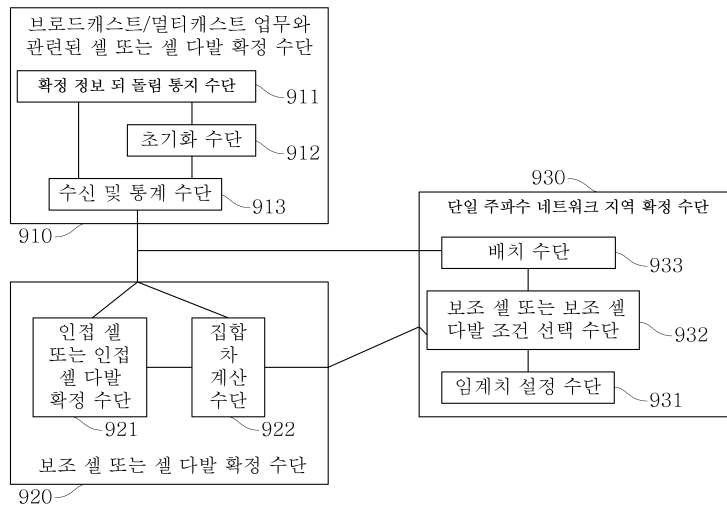 브로드캐스트/멀티캐스트 업무와
관련된 셀 또는 셀 다발 확정 수단
확정 정보 되 돌림 통지 수단
911
초기화 수단
912
수신 및 통계 수단
913
910
930
단일 주파수 네트워크 지역 확정 수단
배치 수단
933
보조 셀 또는 보조 셀
다발 조건 선택 수단
932
임계치 설정 수단
931
인접 셀
또는 인접
셀 다발
확정 수단
921
집합
차
계산
수단
922
보조 셀 또는 셀 다발 확정 수단
920